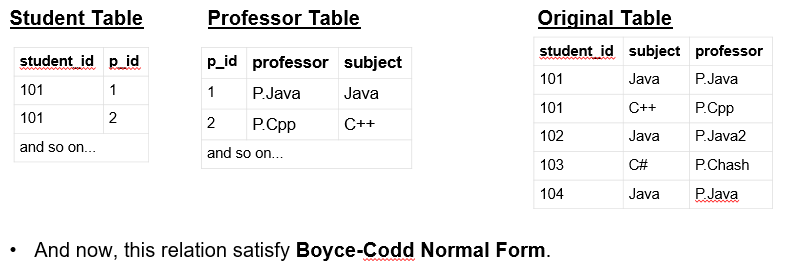 Student Table
student_id p_id
101 1
101 2
and so on...
Professor Table
p_id professor subject
1 P.Java Java
2 P.Cpp C++
and so on...
Original Table
student_id subject professor
101 Java P.Java
101 C++ P.Cpp
102 Java P.Java2
103 C# P.Chash
104 Java P.Java
• And now, this relation satisfy Boyce-Codd Normal Form.